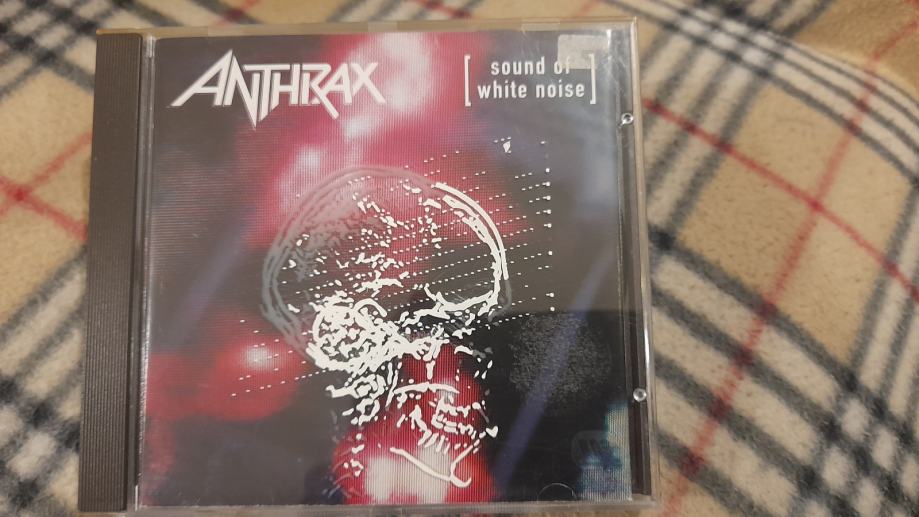 ANTHRAX
[ sound of
white noise ]